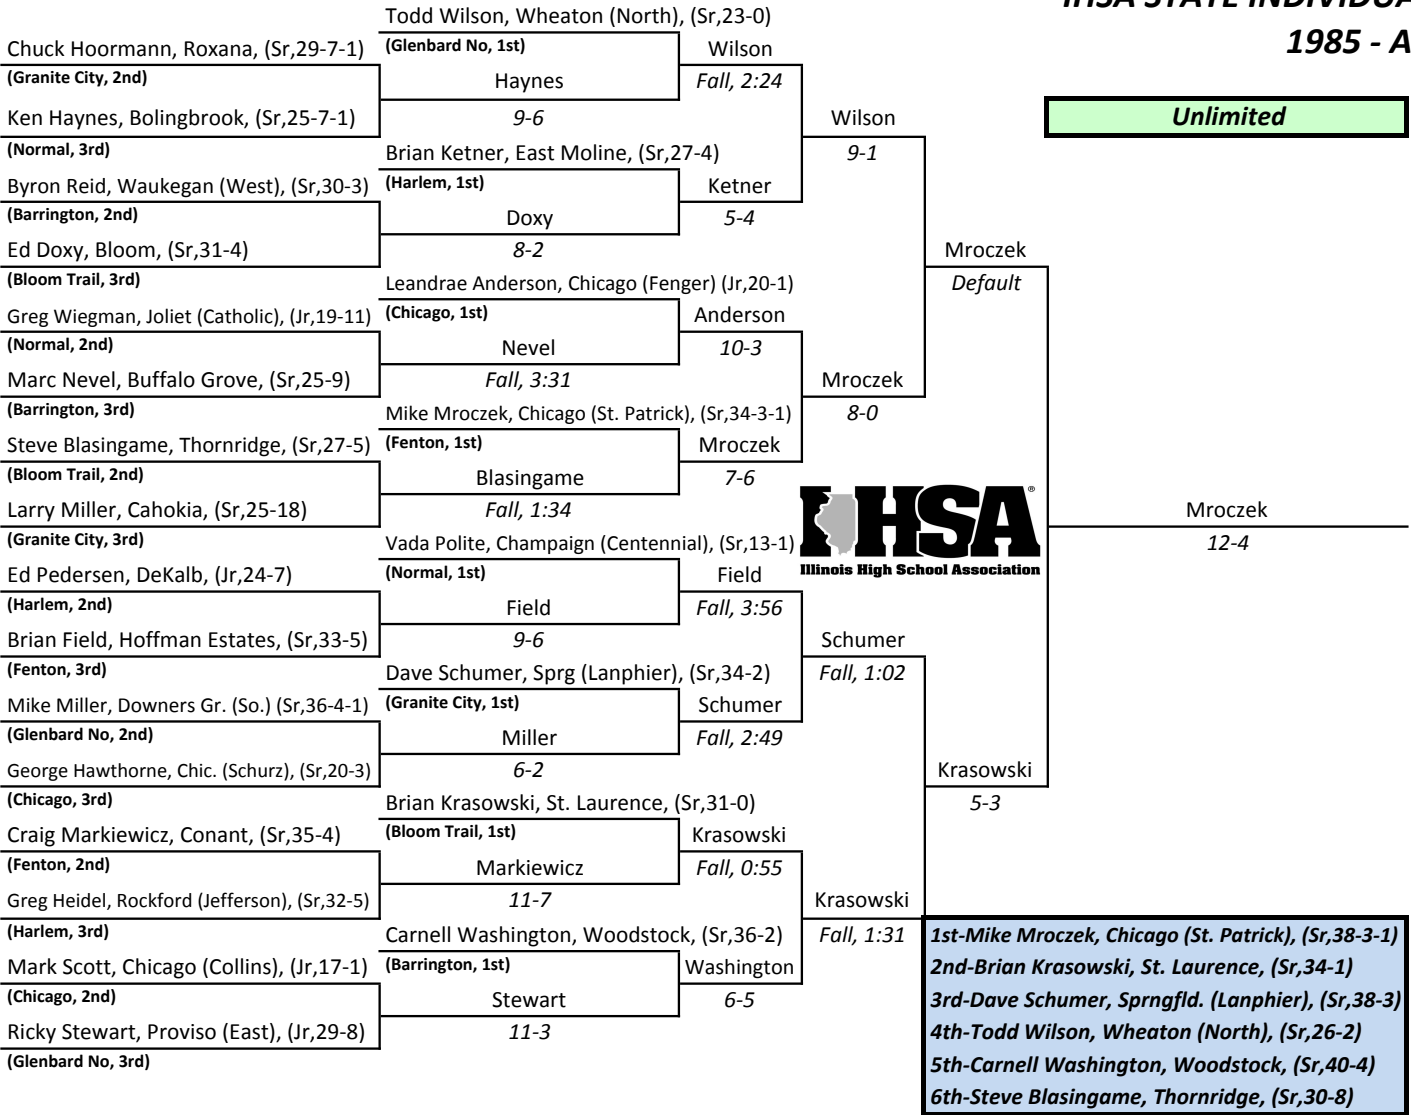 IHSA STATE INDIVIDUA
1985 - A
Unlimited
Chuck Hoormann, Roxana, (Sr,29-7-1)
(Granite City, 2nd)
Ken Haynes, Bolingbrook, (Sr,25-7-1)
(Normal, 3rd)
Byron Reid, Waukegan (West), (Sr,30-3)
(Barrington, 2nd)
Ed Doxy, Bloom, (Sr,31-4)
(Bloom Trail, 3rd)
Greg Wiegman, Joliet (Catholic), (Jr,19-11)
(Normal, 2nd)
Marc Nevel, Buffalo Grove, (Sr,25-9)
(Barrington, 3rd)
Steve Blasingame, Thornridge, (Sr,27-5)
(Bloom Trail, 2nd)
Larry Miller, Cahokia, (Sr,25-18)
(Granite City, 3rd)
Ed Pedersen, DeKalb, (Jr,24-7)
(Harlem, 2nd)
Brian Field, Hoffman Estates, (Sr,33-5)
(Fenton, 3rd)
Mike Miller, Downers Gr. (So.) (Sr,36-4-1)
(Glenbard No, 2nd)
George Hawthorne, Chic. (Schurz), (Sr,20-3)
(Chicago, 3rd)
Craig Markiewicz, Conant, (Sr,35-4)
(Fenton, 2nd)
Greg Heidel, Rockford (Jefferson), (Sr,32-5)
(Harlem, 3rd)
Mark Scott, Chicago (Collins), (Jr,17-1)
(Chicago, 2nd)
Ricky Stewart, Proviso (East), (Jr,29-8)
(Glenbard No, 3rd)
Todd Wilson, Wheaton (North), (Sr,23-0)
(Glenbard No, 1st)
Haynes
9-6
Brian Ketner, East Moline, (Sr,27-4)
(Harlem, 1st)
Doxy
8-2
Leandrae Anderson, Chicago (Fenger) (Jr,20-1)
(Chicago, 1st)
Nevel
Fall, 3:31
Mike Mroczek, Chicago (St. Patrick), (Sr,34-3-1)
(Fenton, 1st)
Blasingame
Fall, 1:34
Vada Polite, Champaign (Centennial), (Sr,13-1)
(Normal, 1st)
Field
9-6
Dave Schumer, Sprg (Lanphier), (Sr,34-2)
(Granite City, 1st)
Miller
6-2
Brian Krasowski, St. Laurence, (Sr,31-0)
(Bloom Trail, 1st)
Markiewicz
11-7
Carnell Washington, Woodstock, (Sr,36-2)
(Barrington, 1st)
Stewart
11-3
Wilson
Fall, 2:24
Ketner
5-4
Anderson
10-3
Mroczek
7-6
Field
Fall, 3:56
Schumer
Fall, 2:49
Krasowski
Fall, 0:55
Washington
6-5
Wilson
9-1
Mroczek
8-0
IHSA®
Illinois High School Association
Schumer
Fall, 1:02
Krasowski
Fall, 1:31
Mroczek
Default
Krasowski
5-3
Mroczek
12-4
1st-Mike Mroczek, Chicago (St. Patrick), (Sr,38-3-1)
2nd-Brian Krasowski, St. Laurence, (Sr,34-1)
3rd-Dave Schumer, Sprngfld. (Lanphier), (Sr,38-3)
4th-Todd Wilson, Wheaton (North), (Sr,26-2)
5th-Carnell Washington, Woodstock, (Sr,40-4)
6th-Steve Blasingame, Thornridge, (Sr,30-8)